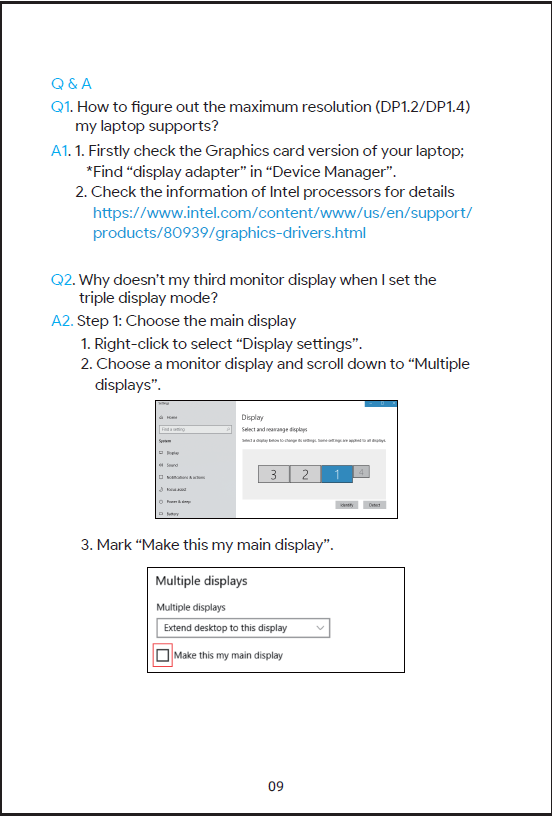 Q & A
Q1. How to figure out the maximum resolution (DP1.2/DP1.4)
my laptop supports?
A1. 1. Firstly check the Graphics card version of your laptop;
*Find “display adapter” in “Device Manager”.
2. Check the information of Intel processors for details
https://www.intel.com/content/www/us/en/support/
products/80939/graphics-drivers.html
Q2. Why doesn’t my third monitor display when I set the
triple display mode?
A2. Step 1: Choose the main display
1. Right-click to select “Display settings”.
2. Choose a monitor display and scroll down to “Multiple
displays”.
Settings
Home
Find a setting
System
Display
Sound
Notifications & actions
Focus assist
Power & sleep
Battery
Display
Select and rearrange displays
Select a display below to change its settings. Some settings are applied to all displays.
3 2 1 4
Identify Detect
3. Mark “Make this my main display”.
Multiple displays
Multiple displays
Extend desktop to this display
Make this my main display
09